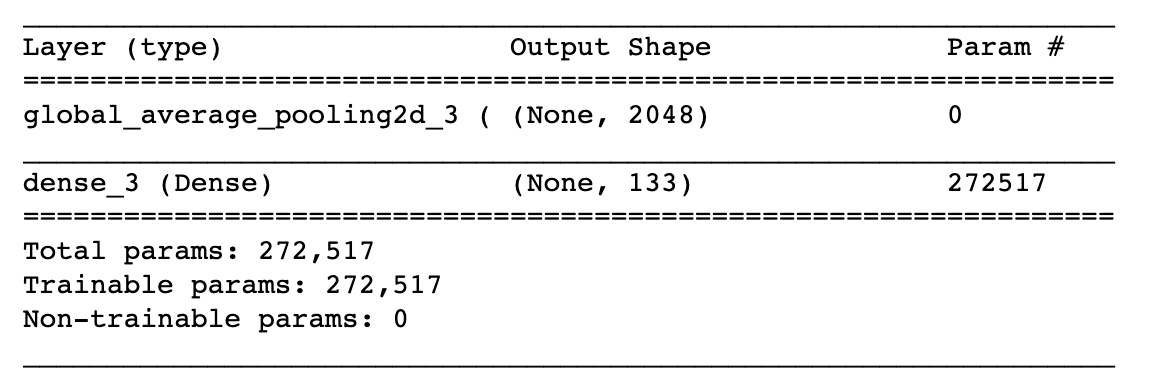 Layer (type) Output Shape Param #
=================================================================
global_average_pooling2d_3 ( (None, 2048) 0
_________________________________________________________________
dense_3 (Dense) (None, 133) 272517
=================================================================
Total params: 272,517
Trainable params: 272,517
Non-trainable params: 0